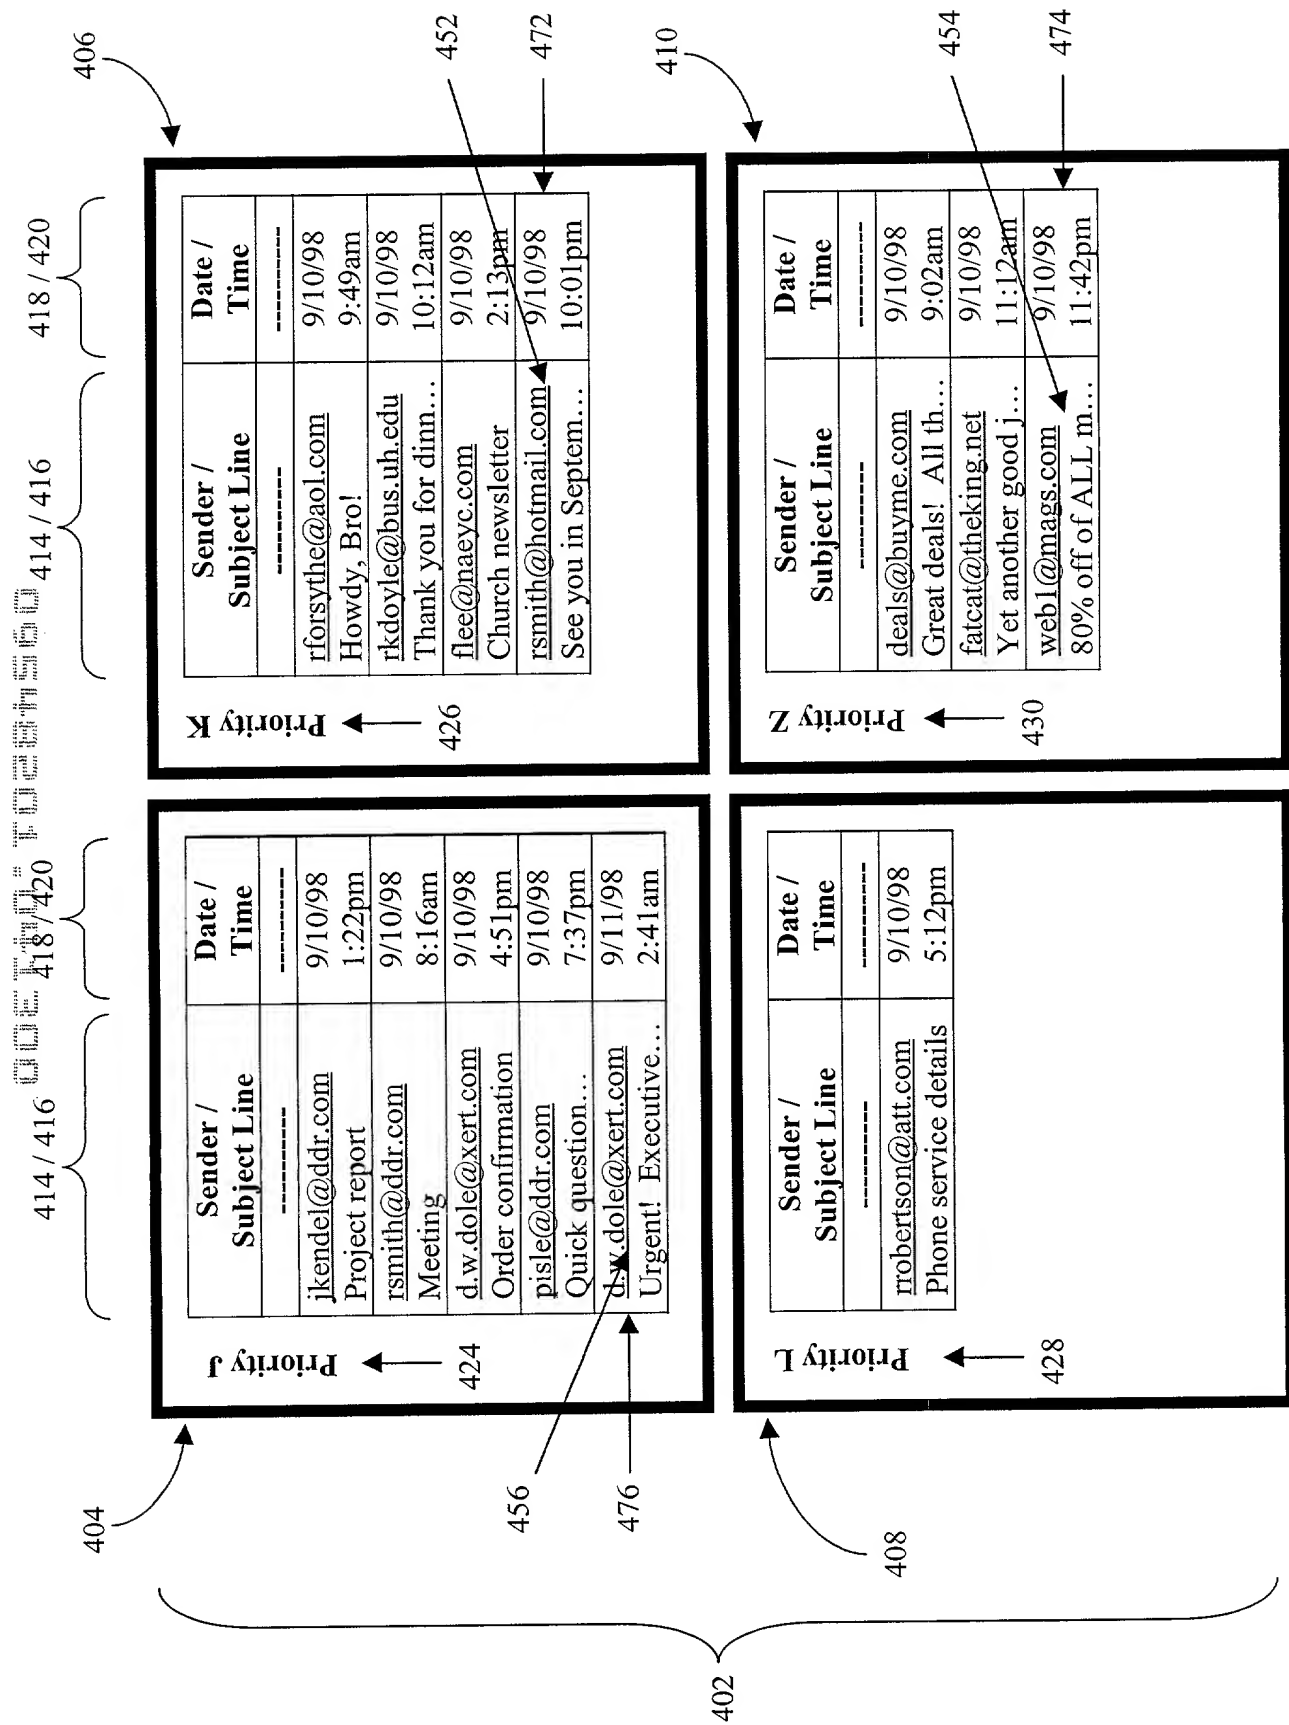 414 / 416
418 / 420
414 / 416
418 / 420
404
406
Priority J
424
Sender /
Subject Line
Date /
Time
----------
----------
jkendel@ddr.com
Project report
9/10/98
1:22pm
rsmith@ddr.com
Meeting
9/10/98
8:16am
d.w.dole@xert.com
Order confirmation
9/10/98
4:51pm
pisle@ddr.com
Quick question…
9/10/98
7:37pm
d.w.dole@xert.com
Urgent!  Executive…
9/11/98
2:41am
456
476
Priority K
426
Sender /
Subject Line
Date /
Time
----------
----------
rforsythe@aol.com
Howdy, Bro!
9/10/98
9:49am
rkdoyle@bus.uh.edu
Thank you for dinn…
9/10/98
10:12am
flee@naeyc.com
Church newsletter
9/10/98
2:13pm
rsmith@hotmail.com
See you in Septem…
9/10/98
10:01pm
452
472
402
408
Priority L
428
Sender /
Subject Line
Date /
Time
----------
----------
rrobertson@att.com
Phone service details
9/10/98
5:12pm
410
Priority Z
430
Sender /
Subject Line
Date /
Time
----------
----------
deals@buyme.com
Great deals!  All th…
9/10/98
9:02am
fatcat@theking.net
Yet another good j…
9/10/98
11:12am
web1@mags.com
80% off of ALL m…
9/10/98
11:42pm
454
474